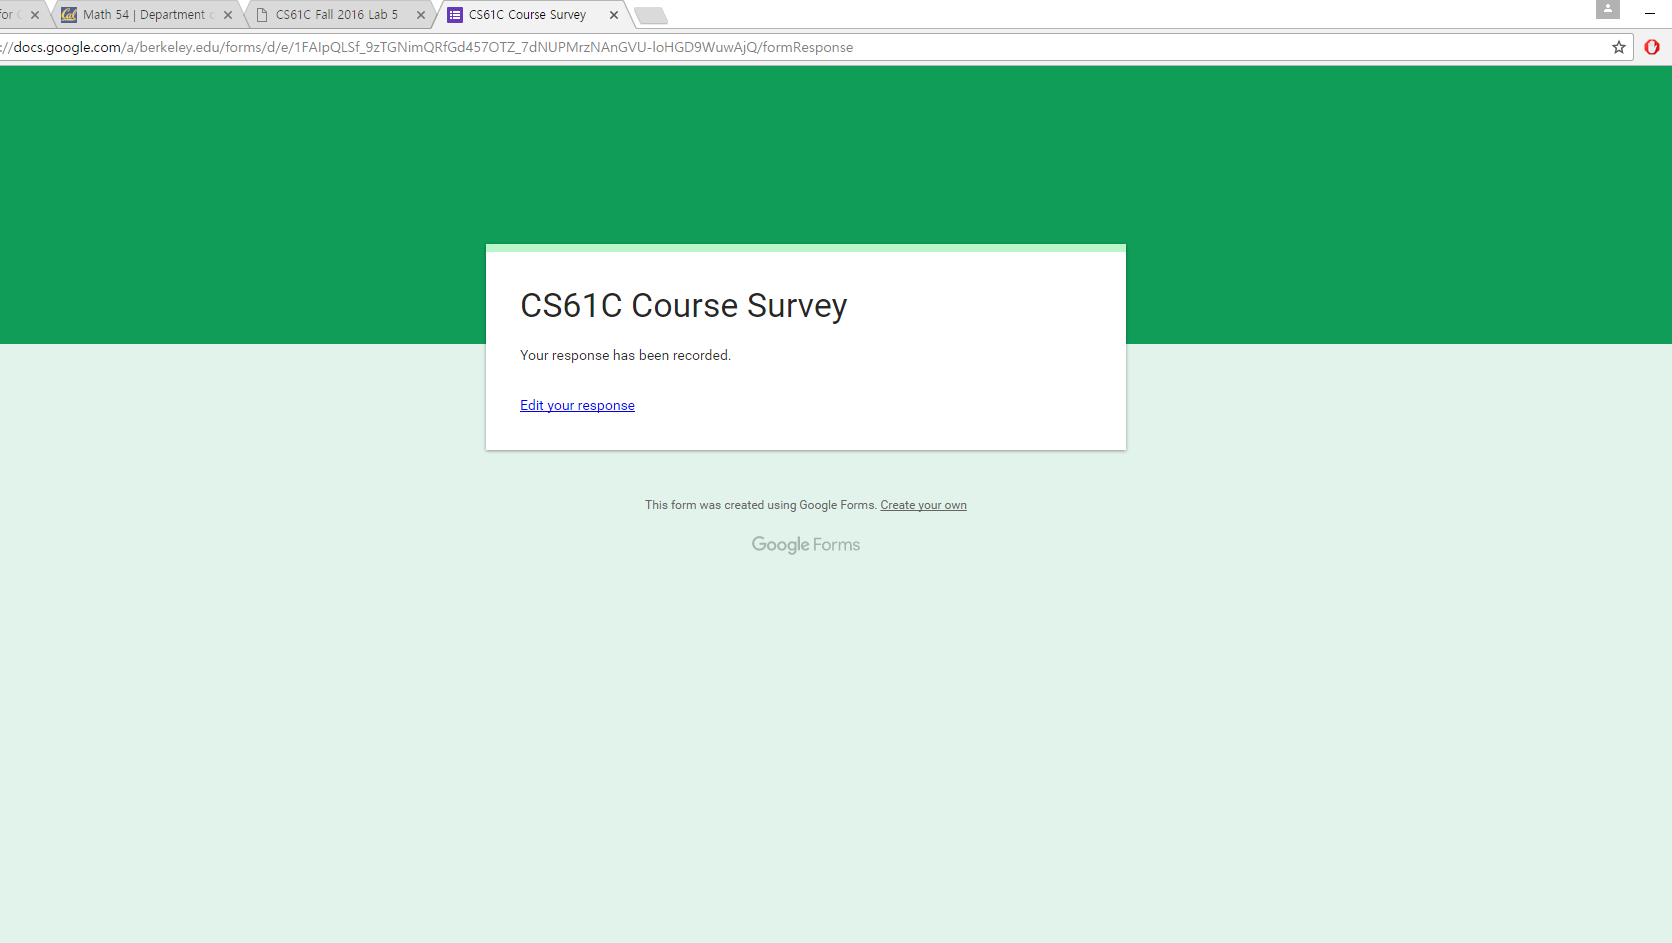 for
Math 54 | Department
CS61C Fall 2016 Lab 5
CS61C Course Survey
://docs.google.com/a/berkeley.edu/forms/d/e/1FAIpQLSf_9zTGNimQRfGd457OTZ_7dNUPMrzNAnGVU-loHGD9WuwAjQ/formResponse
CS61C Course Survey
Your response has been recorded.
Edit your response
This form was created using Google Forms. Create your own
Google Forms